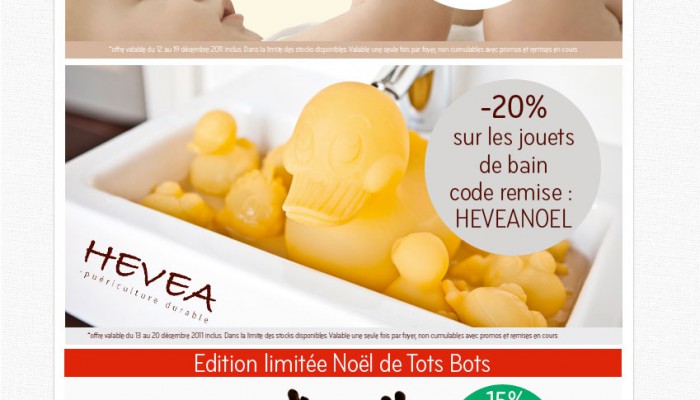 *offre valable du 12 au 19 décembre 2011 inclus. Dans la limite des stocks disponibles. Valable une seule fois par foyer, non cumulables avec promos et remises en cours
-20%
sur les jouets
de bain
code remise :
HEVEANOEL
HEVEA
puériculture durable
*offre valable du 13 au 20 décembre 2011 inclus. Dans la limite des stocks disponibles. Valable une seule fois par foyer, non cumulables avec promos et remises en cours
Edition limitée Noël de Tots Bots
15%